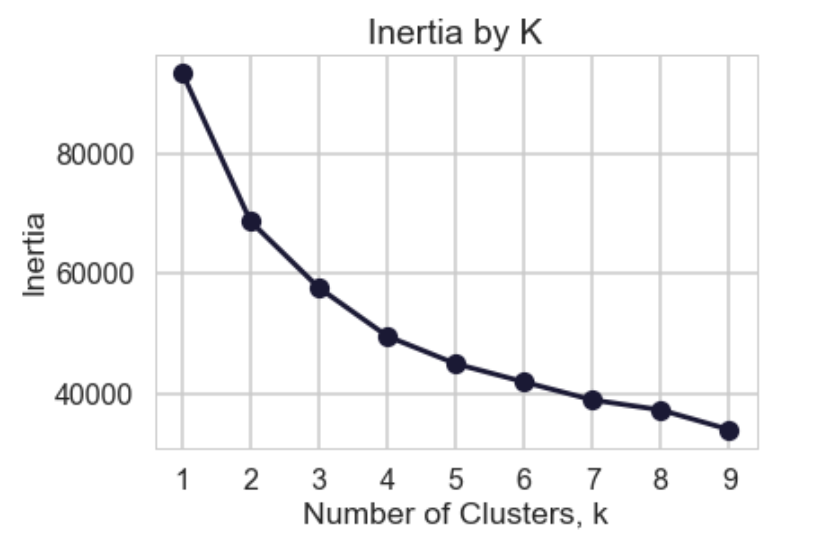 Inertia by K
80000
60000
40000
Inertia
1 2 3 4 5 6 7 8 9
Number of Clusters, k